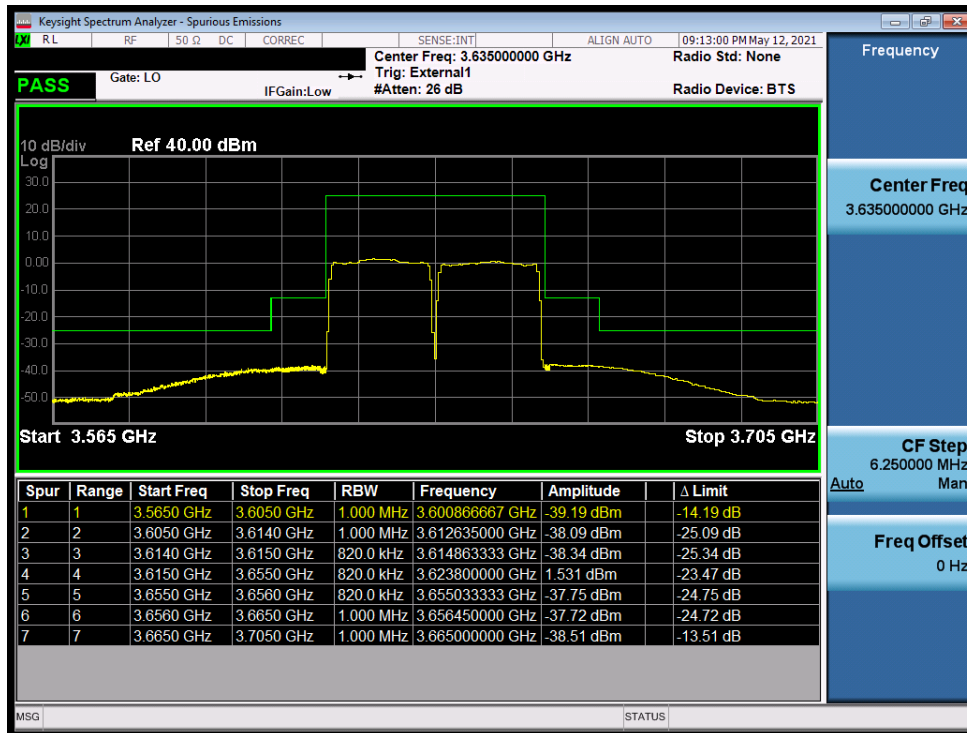 Keysight Spectrum Analyzer - Spurious Emissions
LXI RL RF 50 Ω DC CORREC SENSE:INT ALIGN AUTO 09:13:00 PM May 12, 2021
Center Freq: 3.635000000 GHz Radio Std: None
Gate: LO Trig: External1
PASS IFGain:Low #Atten: 26 dB Radio Device: BTS
10 dB/div Ref 40.00 dBm
Log
30.0
20.0
10.0
0.00
-10.0
-20.0
-30.0
-40.0
-50.0
Start 3.565 GHz Stop 3.705 GHz
Spur Range Start Freq Stop Freq RBW Frequency Amplitude Δ Limit
1 1 3.5650 GHz 3.6050 GHz 1.000 MHz 3.600866667 GHz -39.19 dBm -14.19 dB
2 2 3.6050 GHz 3.6140 GHz 1.000 MHz 3.612635000 GHz -38.09 dBm -25.09 dB
3 3 3.6140 GHz 3.6150 GHz 820.0 kHz 3.614863333 GHz -38.34 dBm -25.34 dB
4 4 3.6150 GHz 3.6550 GHz 820.0 kHz 3.623800000 GHz 1.531 dBm -23.47 dB
5 5 3.6550 GHz 3.6560 GHz 820.0 kHz 3.655033333 GHz -37.75 dBm -24.75 dB
6 6 3.6560 GHz 3.6650 GHz 1.000 MHz 3.656450000 GHz -37.72 dBm -24.72 dB
7 7 3.6650 GHz 3.7050 GHz 1.000 MHz 3.665000000 GHz -38.51 dBm -13.51 dB
MSG STATUS
Frequency
Center Freq
3.635000000 GHz
CF Step
6.250000 MHz
Auto Man
Freq Offset
0 Hz